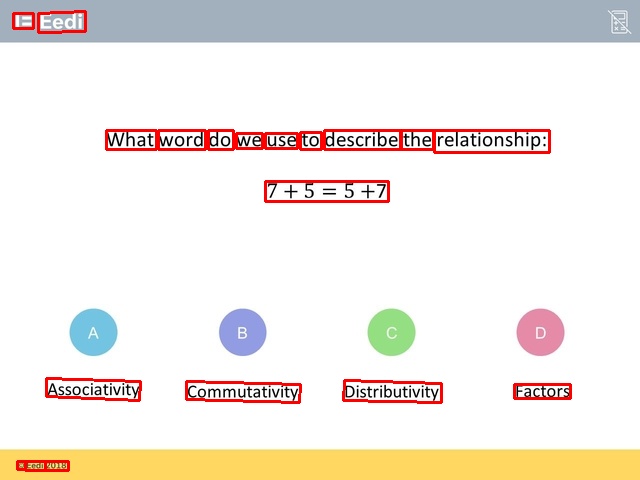 Eedi
What word do we use to describe the relationship:
7 + 5 = 5 +7
A
B
C
D
Associativity
Commutativity
Distributivity
Factors
© Eedi 2018